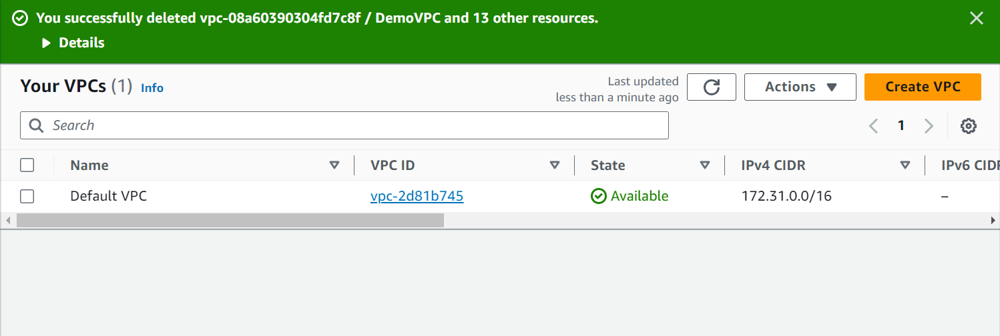 You successfully deleted vpc-08a60390304fd7c8f / DemoVPC and 13 other resources.
Details
Your VPCs (1) Info
Last updated
less than a minute ago
Actions
Create VPC
Search
1
Name VPC ID State IPv4 CIDR IPv6 CIDR
Default VPC vpc-2d81b745 Available 172.31.0.0/16 –